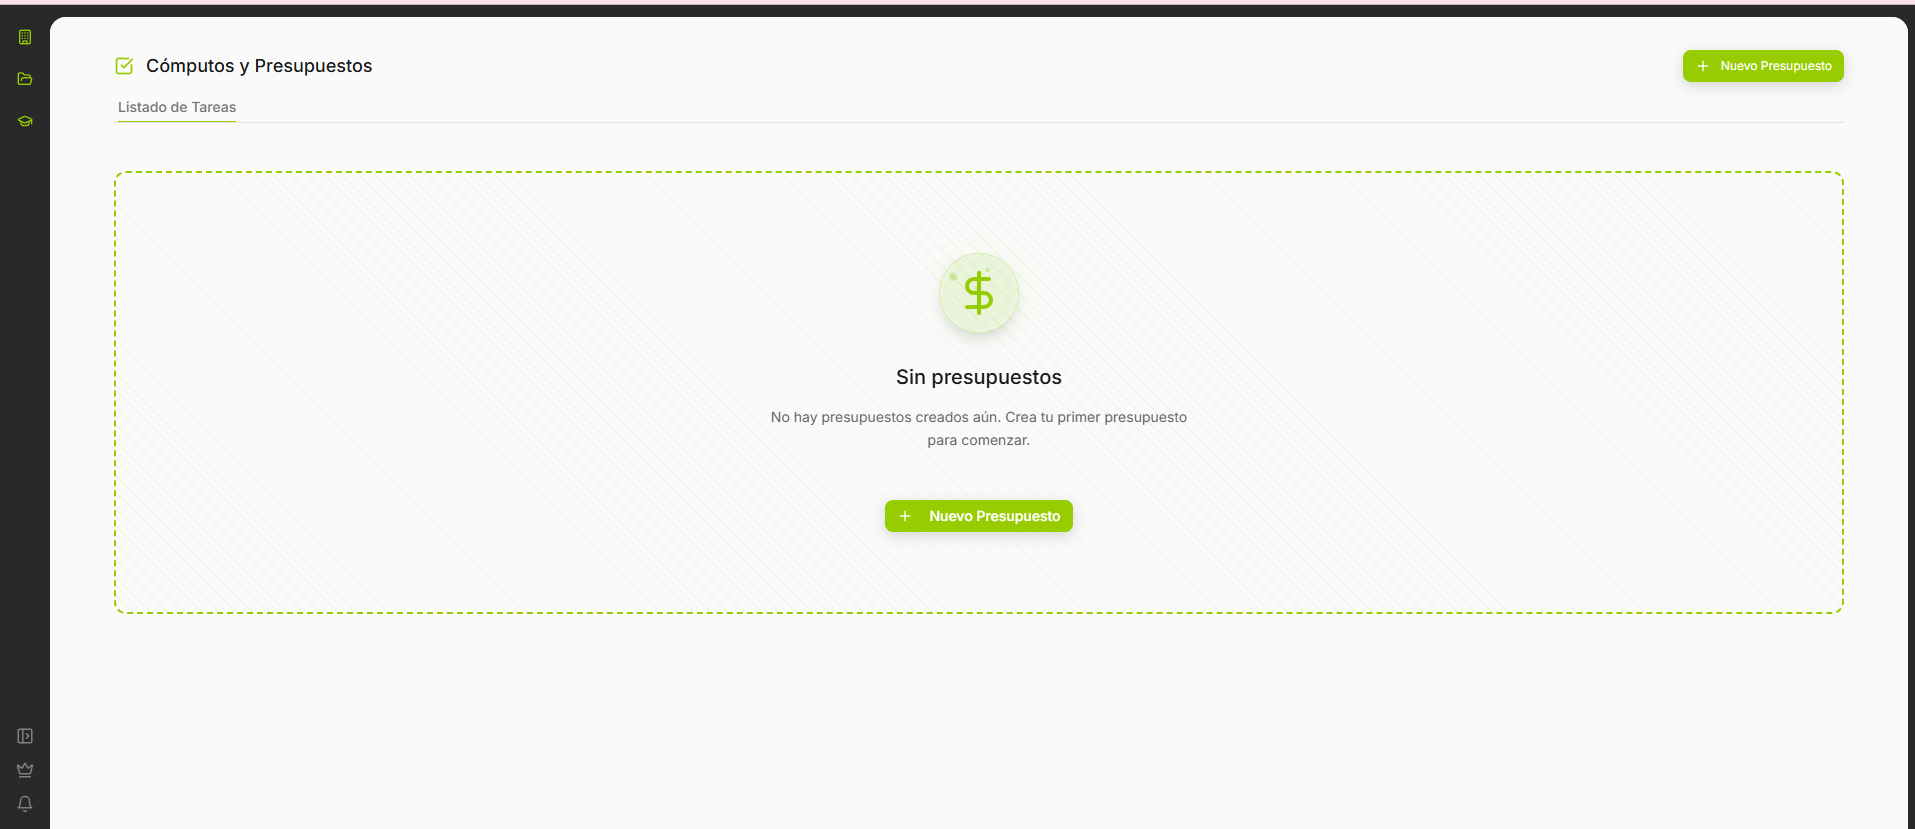 Cómputos y Presupuestos
Nuevo Presupuesto
Listado de Tareas
$
Sin presupuestos
No hay presupuestos creados aún. Crea tu primer presupuesto
para comenzar.
Nuevo Presupuesto